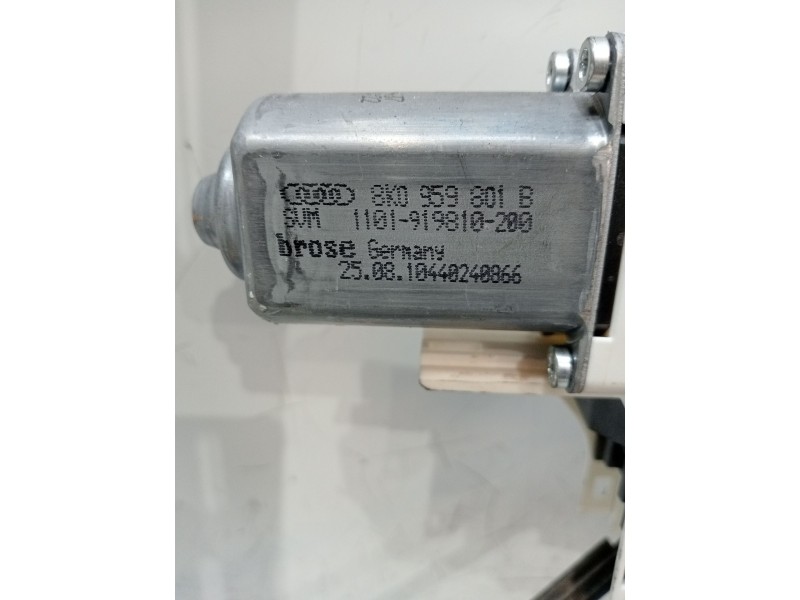 8K0 959 801 B
SVM 1101-919810-200
brose Germany
25.08.10440240866